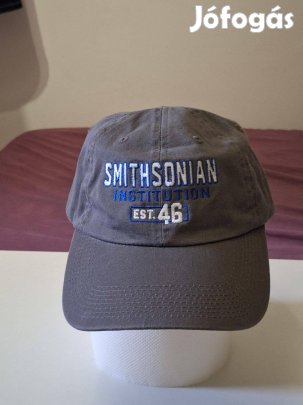 Jófogás
SMITHSONIAN
INSTITUTION
EST. 46